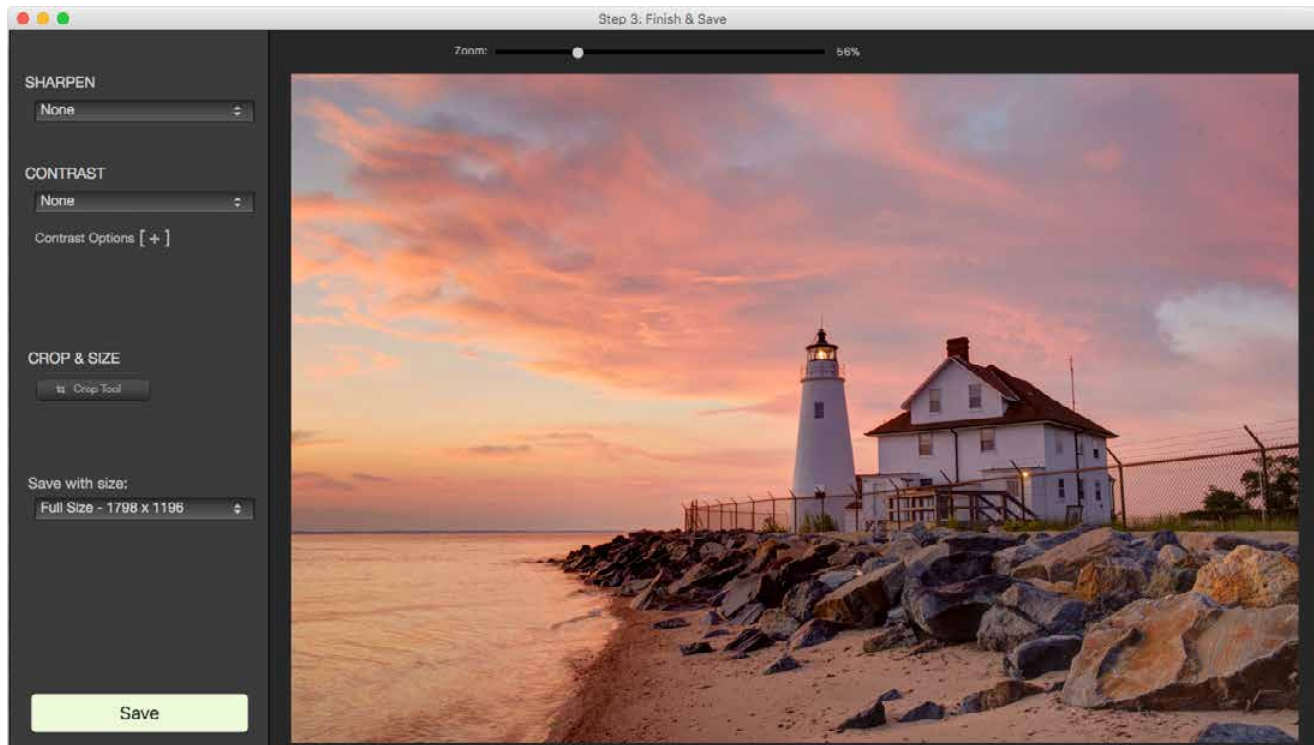 Step 3: Finish & Save
Zoom: 56%
SHARPEN
None
CONTRAST
None
Contrast Options [ + ]
CROP & SIZE
Crop Tool
Save with size:
Full Size - 1798 x 1196
Save